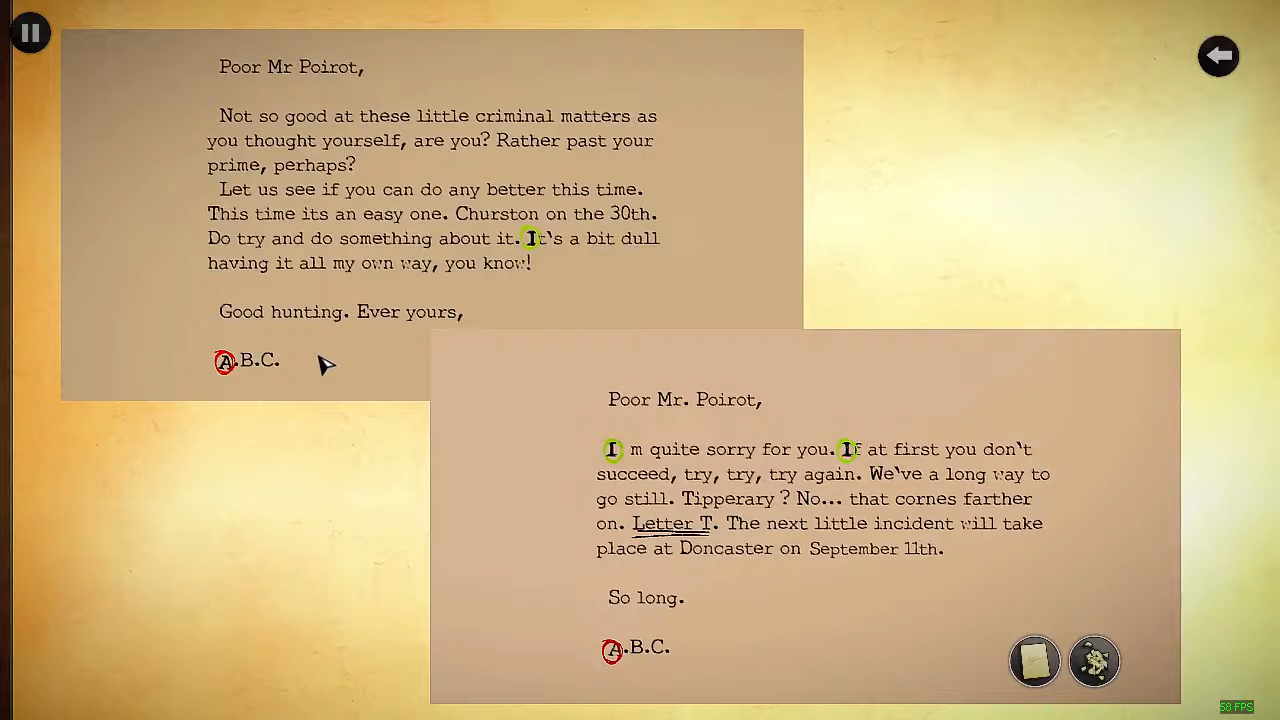 Poor Mr Poirot,
Not so good at these little criminal matters as
you thought yourself, are you? Rather past your
prime, perhaps?
Let us see if you can do any better this time.
This time its an easy one. Churston on the 30th.
Do try and do something about it. It's a bit dull
having it all my own way, you know!
Good hunting. Ever yours,
A.B.C.
Poor Mr. Poirot,
I m quite sorry for you. If at first you don't
succeed, try, try, try again. We've a long way to
go still. Tipperary ? No... that cornes farther
on. Letter T. The next little incident will take
place at Doncaster on September 11th.
So long.
A.B.C.
58 FPS